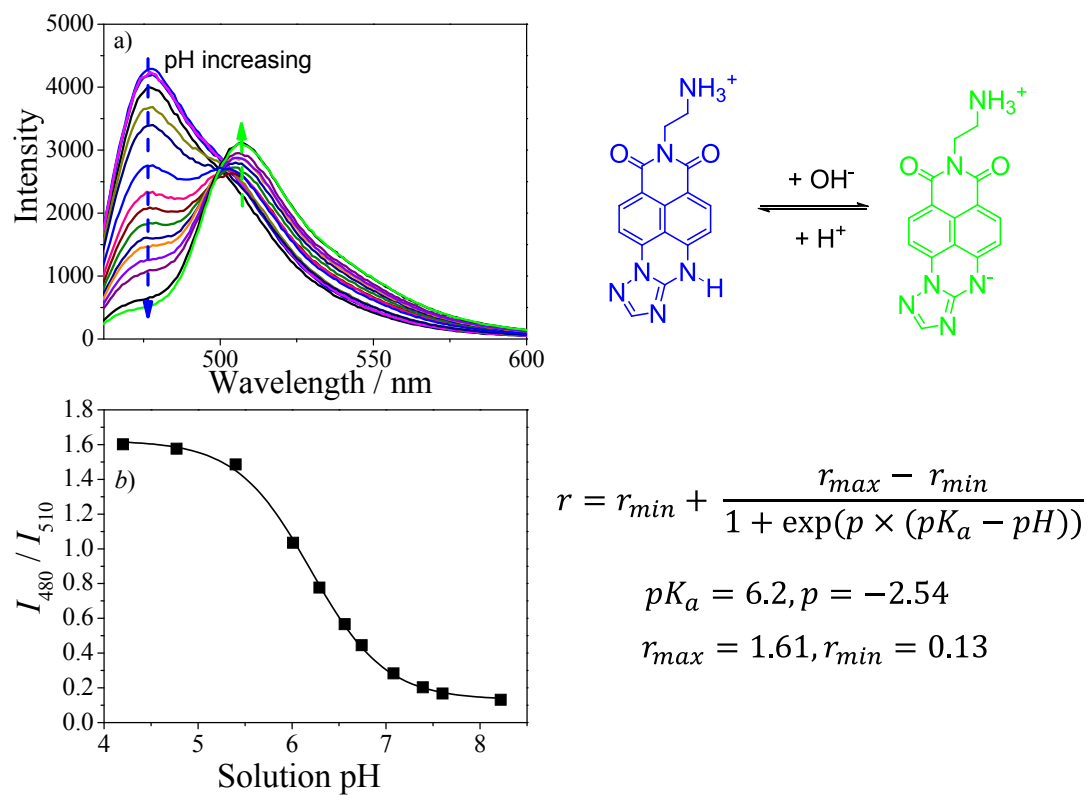 a)
pH increasing
5000
4000
3000
2000
1000
0
Intensity
500
550
600
Wavelength / nm
NH3+
N
O
O
N
N
N
N
N
H
+ OH-
+ H+
NH3+
N
O
O
N
N-
N
N
N
b)
1.8
1.6
1.4
1.2
1.0
0.8
0.6
0.4
0.2
0.0
I480 / I510
4
5
6
7
8
Solution pH
r = rmin + (rmax − rmin) / (1 + exp(p × (pKa − pH)))
pKa = 6.2, p = −2.54
rmax = 1.61, rmin = 0.13